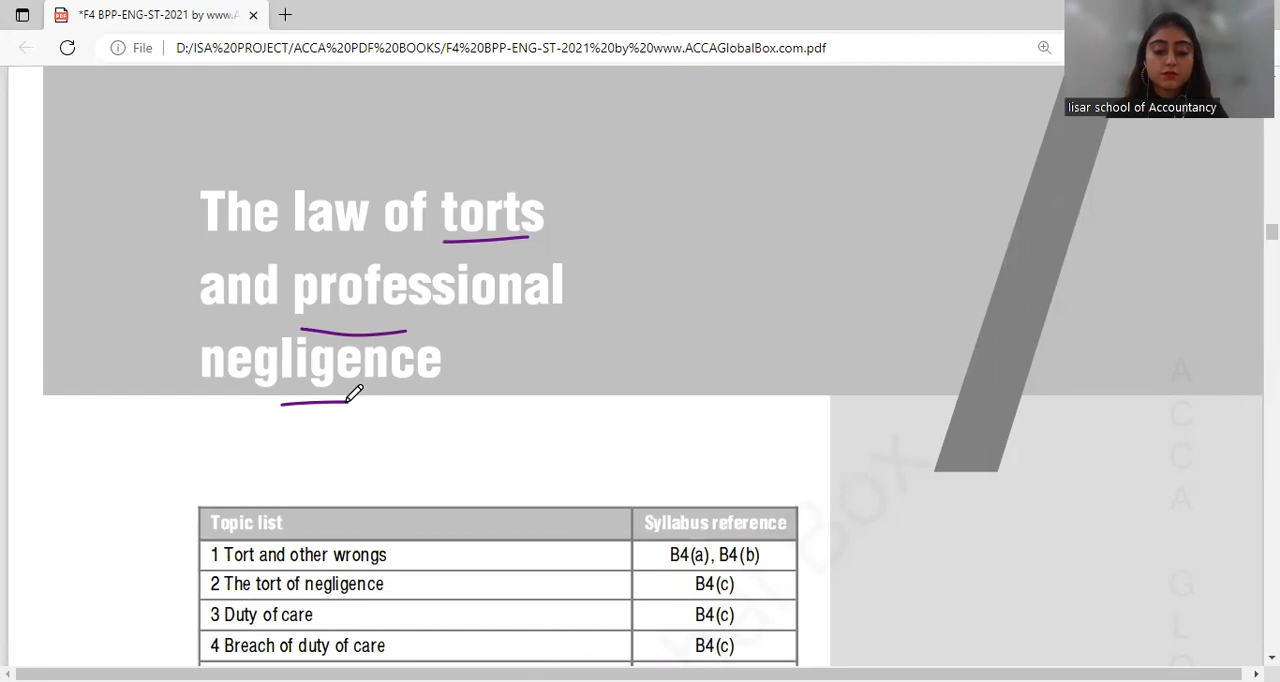 *F4 BPP-ENG-ST-2021 by www.A
File
D:/ISA%20PROJECT/ACCA%20PDF%20BOOKS/F4%20BPP-ENG-ST-2021%20by%20www.ACCAGlobalBox.com.pdf
lisar school of Accountancy
The law of torts
and professional
negligence
Topic list Syllabus reference
1 Tort and other wrongs B4(a), B4(b)
2 The tort of negligence B4(c)
3 Duty of care B4(c)
4 Breach of duty of care B4(c)
A
C
C
A
G
L
Box